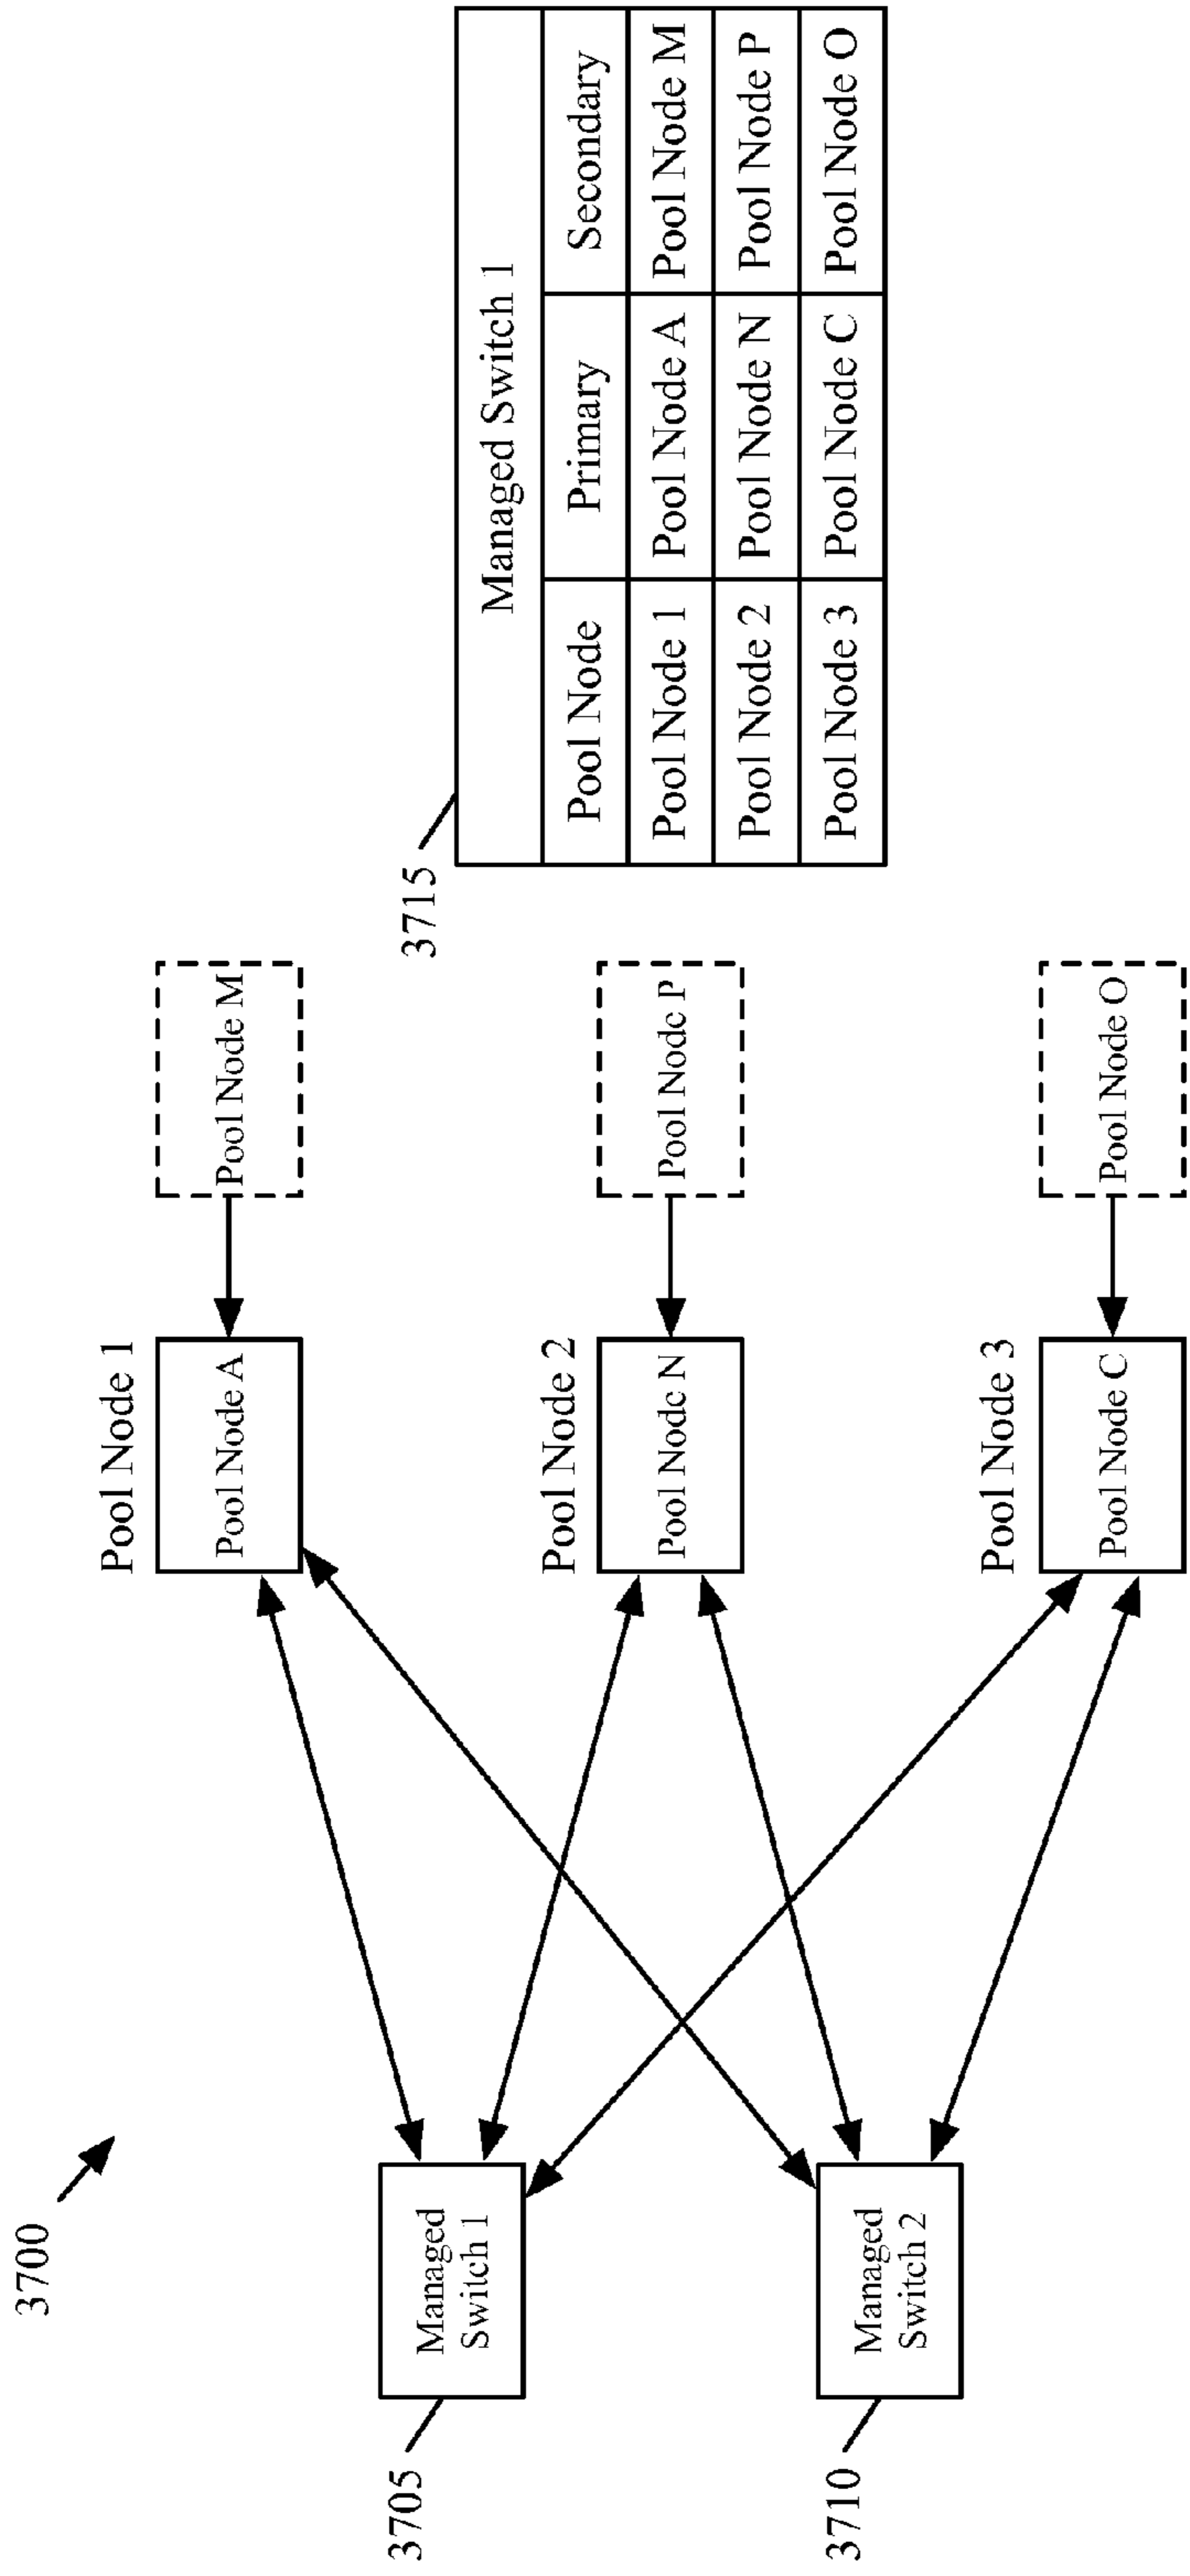 3700
Pool Node 1
Pool Node A
Pool Node M
3705
Managed
Switch 1
Pool Node 2
Pool Node N
Pool Node P
3710
Managed
Switch 2
Pool Node 3
Pool Node C
Pool Node O
3715
Managed Switch 1
Pool Node Primary Secondary
Pool Node 1 Pool Node A Pool Node M
Pool Node 2 Pool Node N Pool Node P
Pool Node 3 Pool Node C Pool Node O